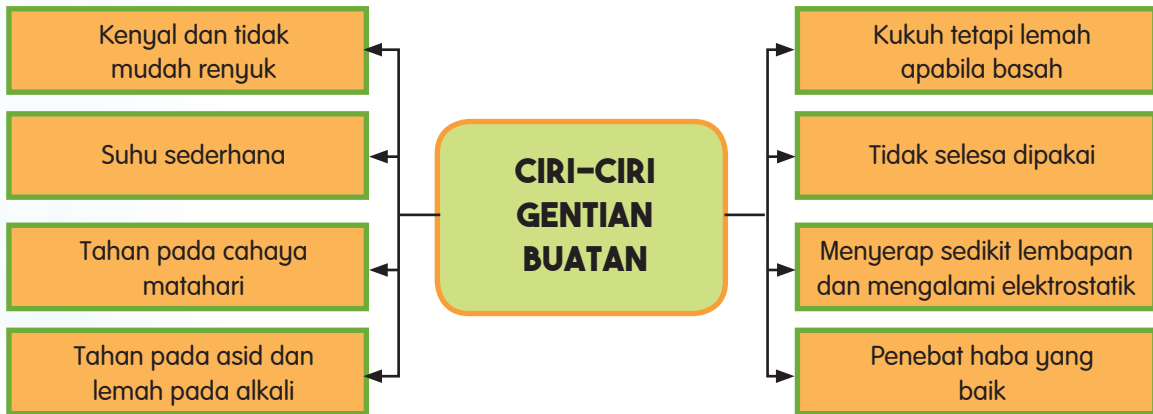 Kenyal dan tidak
mudah renyuk
Suhu sederhana
Tahan pada cahaya
matahari
Tahan pada asid dan
lemah pada alkali
CIRI-CIRI
GENTIAN
BUATAN
Kukuh tetapi lemah
apabila basah
Tidak selesa dipakai
Menyerap sedikit lembapan
dan mengalami elektrostatik
Penebat haba yang
baik